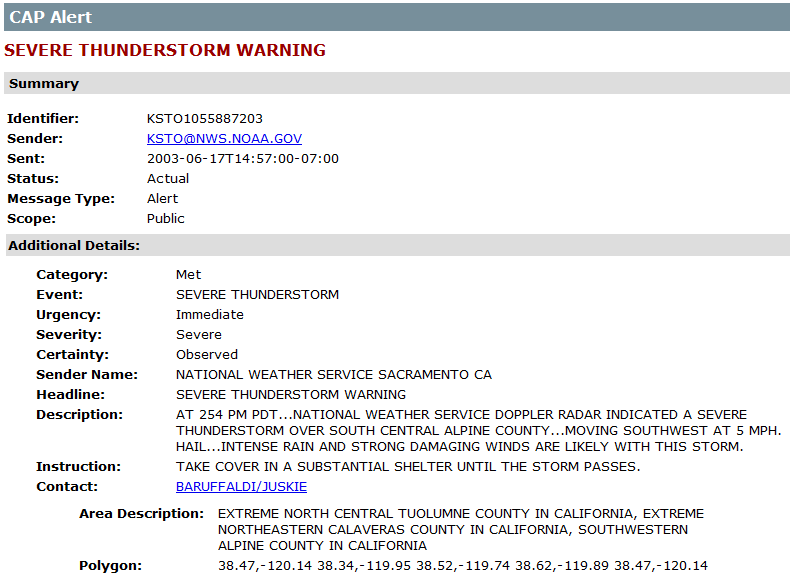 CAP Alert
SEVERE THUNDERSTORM WARNING
Summary
Identifier: KSTO1055887203
Sender: KSTO@NWS.NOAA.GOV
Sent: 2003-06-17T14:57:00-07:00
Status: Actual
Message Type: Alert
Scope: Public
Additional Details:
Category: Met
Event: SEVERE THUNDERSTORM
Urgency: Immediate
Severity: Severe
Certainty: Observed
Sender Name: NATIONAL WEATHER SERVICE SACRAMENTO CA
Headline: SEVERE THUNDERSTORM WARNING
Description: AT 254 PM PDT...NATIONAL WEATHER SERVICE DOPPLER RADAR INDICATED A SEVERE
THUNDERSTORM OVER SOUTH CENTRAL ALPINE COUNTY...MOVING SOUTHWEST AT 5 MPH.
HAIL...INTENSE RAIN AND STRONG DAMAGING WINDS ARE LIKELY WITH THIS STORM.
Instruction: TAKE COVER IN A SUBSTANTIAL SHELTER UNTIL THE STORM PASSES.
Contact: BARUFFALDI/JUSKIE
Area Description: EXTREME NORTH CENTRAL TUOLUMNE COUNTY IN CALIFORNIA, EXTREME
NORTHEASTERN CALAVERAS COUNTY IN CALIFORNIA, SOUTHWESTERN
ALPINE COUNTY IN CALIFORNIA
Polygon: 38.47,-120.14 38.34,-119.95 38.52,-119.74 38.62,-119.89 38.47,-120.14